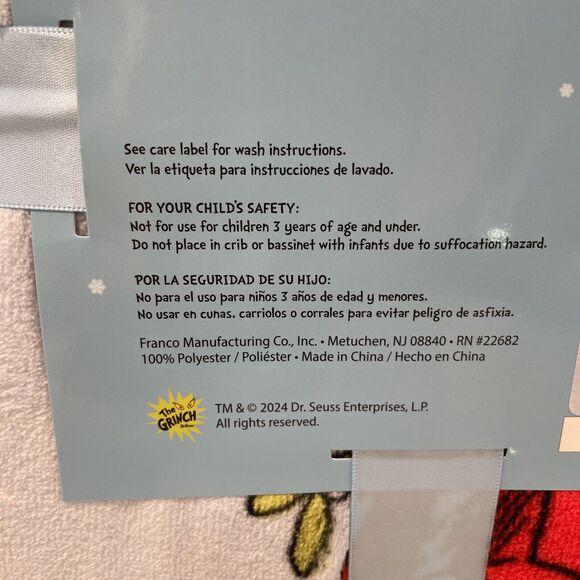 See care label for wash instructions.
Ver la etiqueta para instrucciones de lavado.
FOR YOUR CHILD'S SAFETY:
Not for use for children 3 years of age and under.
Do not place in crib or bassinet with infants due to suffocation hazard.
POR LA SEGURIDAD DE SU HIJO:
No para el uso para niños 3 años de edad y menores.
No usar en cunas, carriolos o corrales para evitar peligro de asfixia.
Franco Manufacturing Co., Inc. • Metuchen, NJ 08840 • RN #22682
100% Polyester / Poliéster • Made in China / Hecho en China
The
GRINCH
TM & © 2024 Dr. Seuss Enterprises, L.P.
All rights reserved.